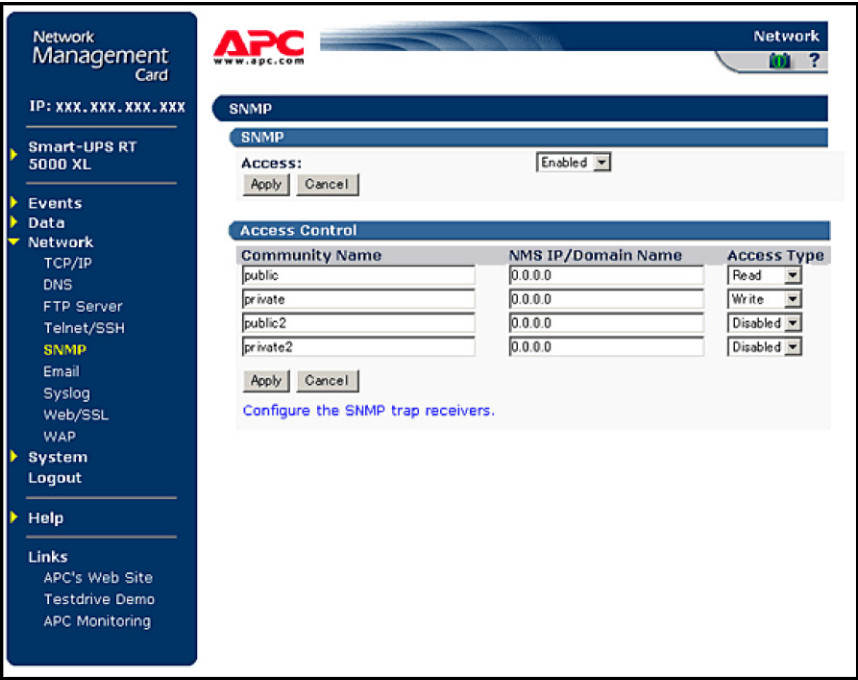 Network
Management
Card
IP: xxx.xxx.xxx.xxx
Smart-UPS RT
5000 XL
Events
Data
Network
TCP/IP
DNS
FTP Server
Telnet/SSH
SNMP
Email
Syslog
Web/SSL
WAP
System
Logout
Help
Links
APC's Web Site
Testdrive Demo
APC Monitoring
APC
www.apc.com
Network
?
SNMP
SNMP
Access: Enabled
Apply Cancel
Access Control
Community Name NMS IP/Domain Name Access Type
public 0.0.0.0 Read
private 0.0.0.0 Write
public2 0.0.0.0 Disabled
private2 0.0.0.0 Disabled
Apply Cancel
Configure the SNMP trap receivers.